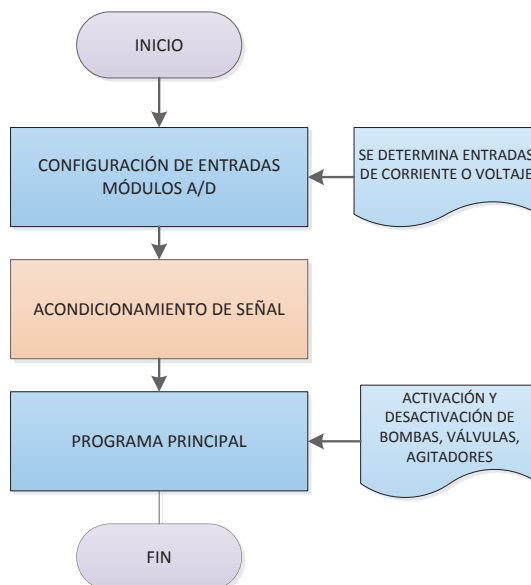 INICIO
CONFIGURACIÓN DE ENTRADAS
MÓDULOS A/D
SE DETERMINA ENTRADAS
DE CORRIENTE O VOLTAJE
ACONDICIONAMIENTO DE SEÑAL
PROGRAMA PRINCIPAL
ACTIVACIÓN Y
DESACTIVACIÓN DE
BOMBAS, VÁLVULAS,
AGITADORES
FIN